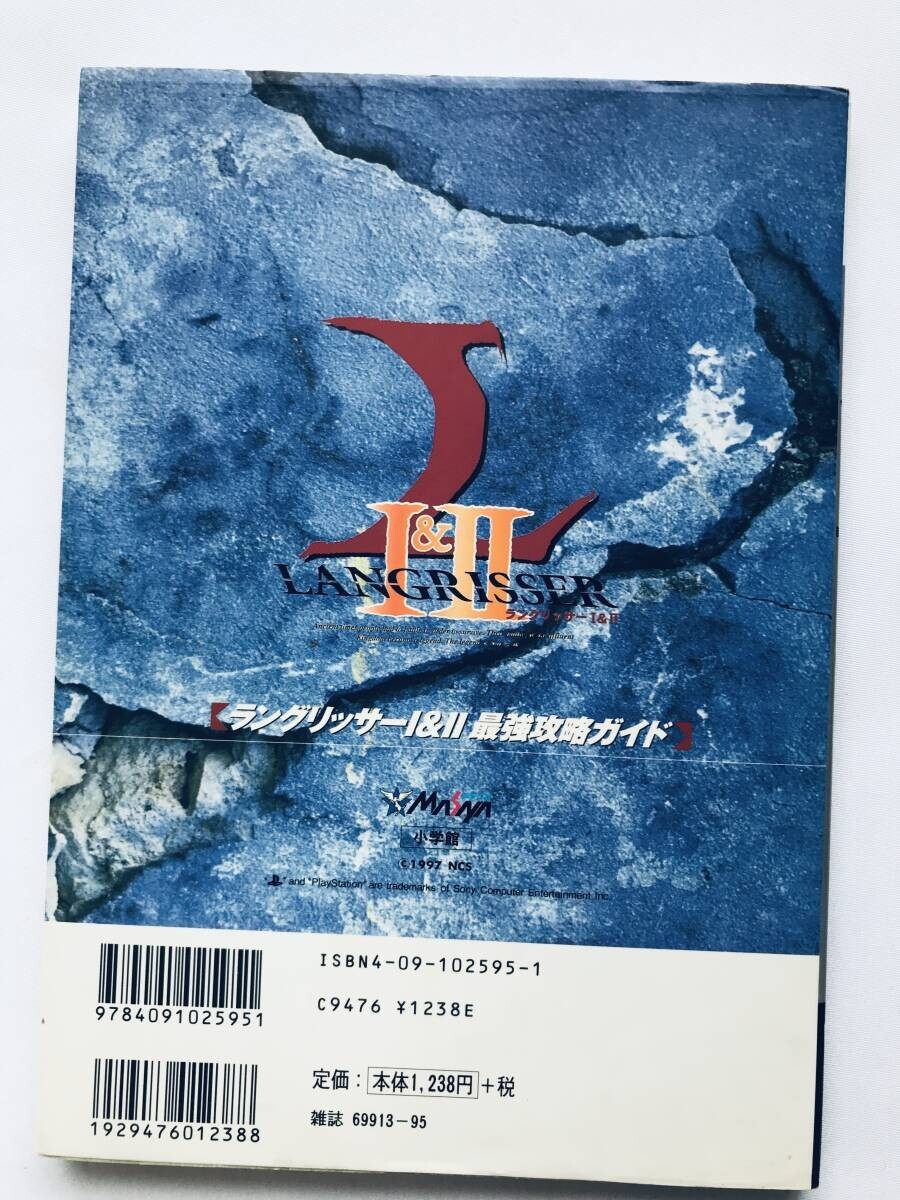 L
I&II
LANGRISSER
ラングリッサー I&II
【ラングリッサーI&II 最強攻略ガイド】
MASAYA
小学館
©1997 NCS
"PS" and "PlayStation" are trademarks of Sony Computer Entertainment Inc.
ISBN4-09-102595-1
9784091025951
C9476 ¥1238E
定価：本体1,238円+税
1929476012388
雑誌 69913-95